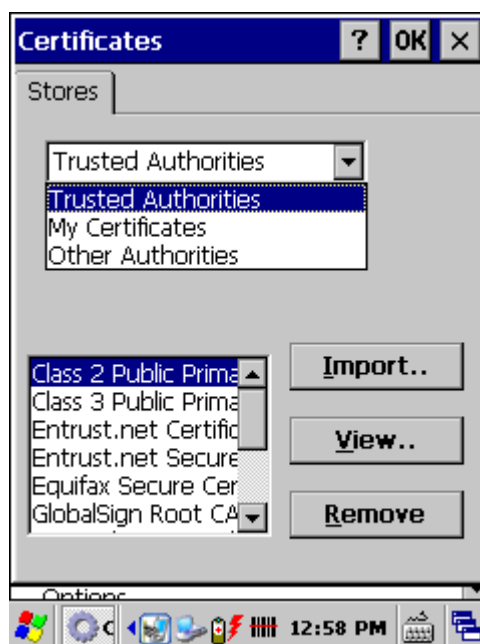 Certificates ? OK ×
Stores
Trusted Authorities
Trusted Authorities
My Certificates
Other Authorities
Class 2 Public Prima
Class 3 Public Prima
Entrust.net Certific
Entrust.net Secure
Equifax Secure Cer
GlobalSign Root CA
Import..
View..
Remove
Options
C 12:58 PM